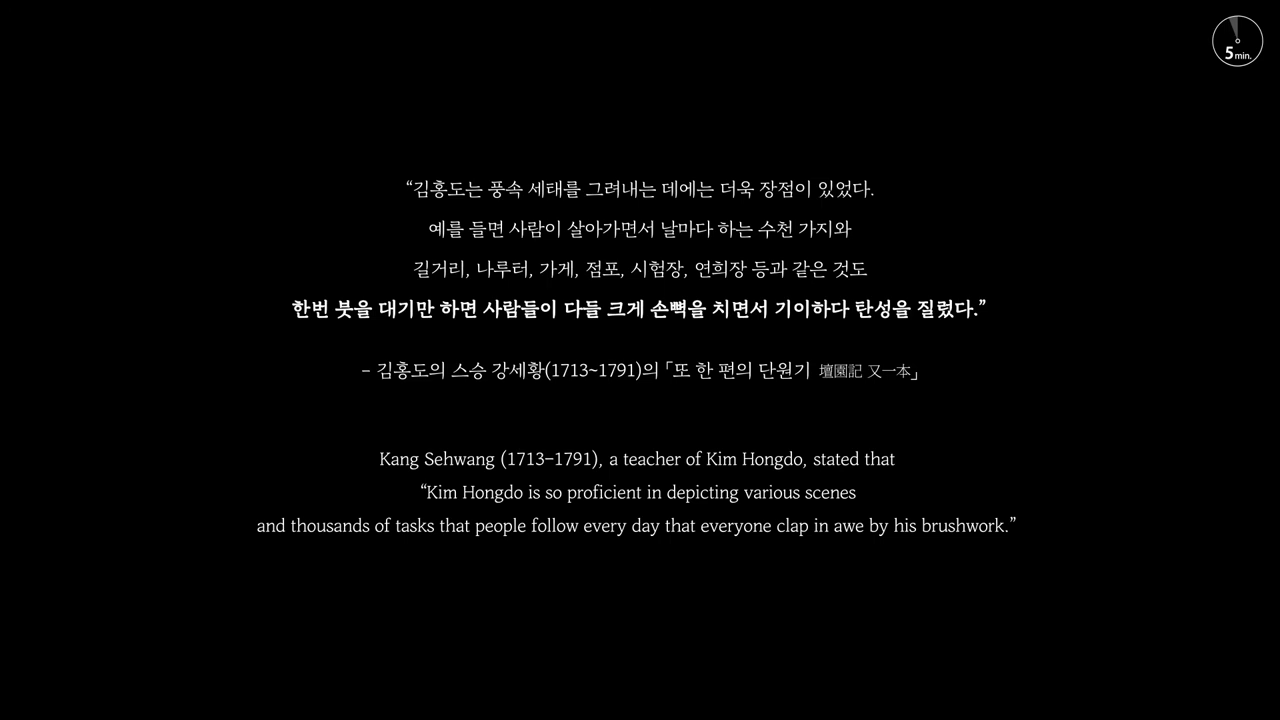 5 min.
“김홍도는 풍속 세태를 그려내는 데에는 더욱 장점이 있었다.
예를 들면 사람이 살아가면서 날마다 하는 수천 가지와
길거리, 나루터, 가게, 점포, 시험장, 연희장 등과 같은 것도
한번 붓을 대기만 하면 사람들이 다들 크게 손뼉을 치면서 기이하다 탄성을 질렀다.”
– 김홍도의 스승 강세황(1713~1791)의 「또 한 편의 단원기 壇園記 又一本」
Kang Sehwang (1713–1791), a teacher of Kim Hongdo, stated that
“Kim Hongdo is so proficient in depicting various scenes
and thousands of tasks that people follow every day that everyone clap in awe by his brushwork.”